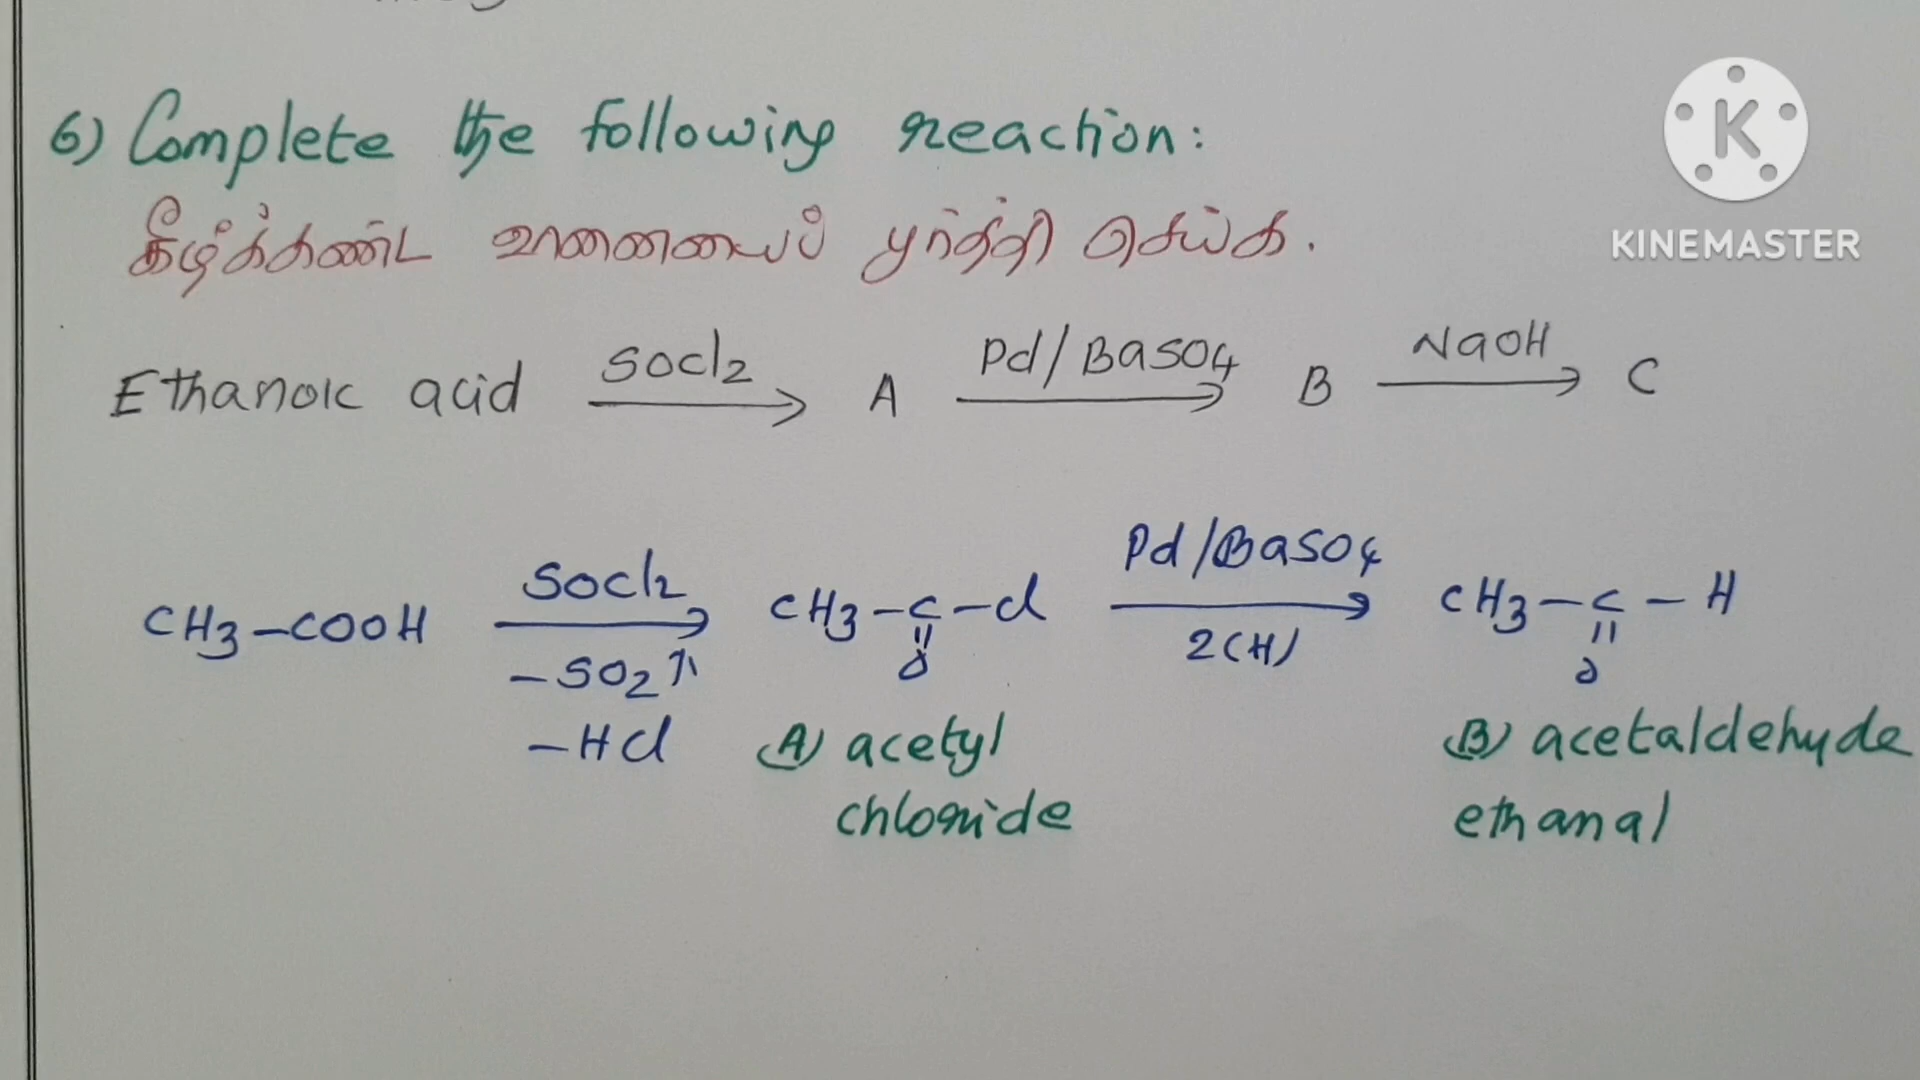 6) Complete the following reaction:
கீழ்க்கண்ட வினையைப் பூர்த்தி செய்க.
K
KINEMASTER
Ethanoic acid SOCl2 → A Pd/BaSO4 → B NaOH → C
CH3-COOH SOCl2 → CH3-C-Cl Pd/BaSO4 → CH3-C-H
-SO2↑ || O 2(H) || O
-HCl (A) acetyl (B) acetaldehyde
chloride ethanal